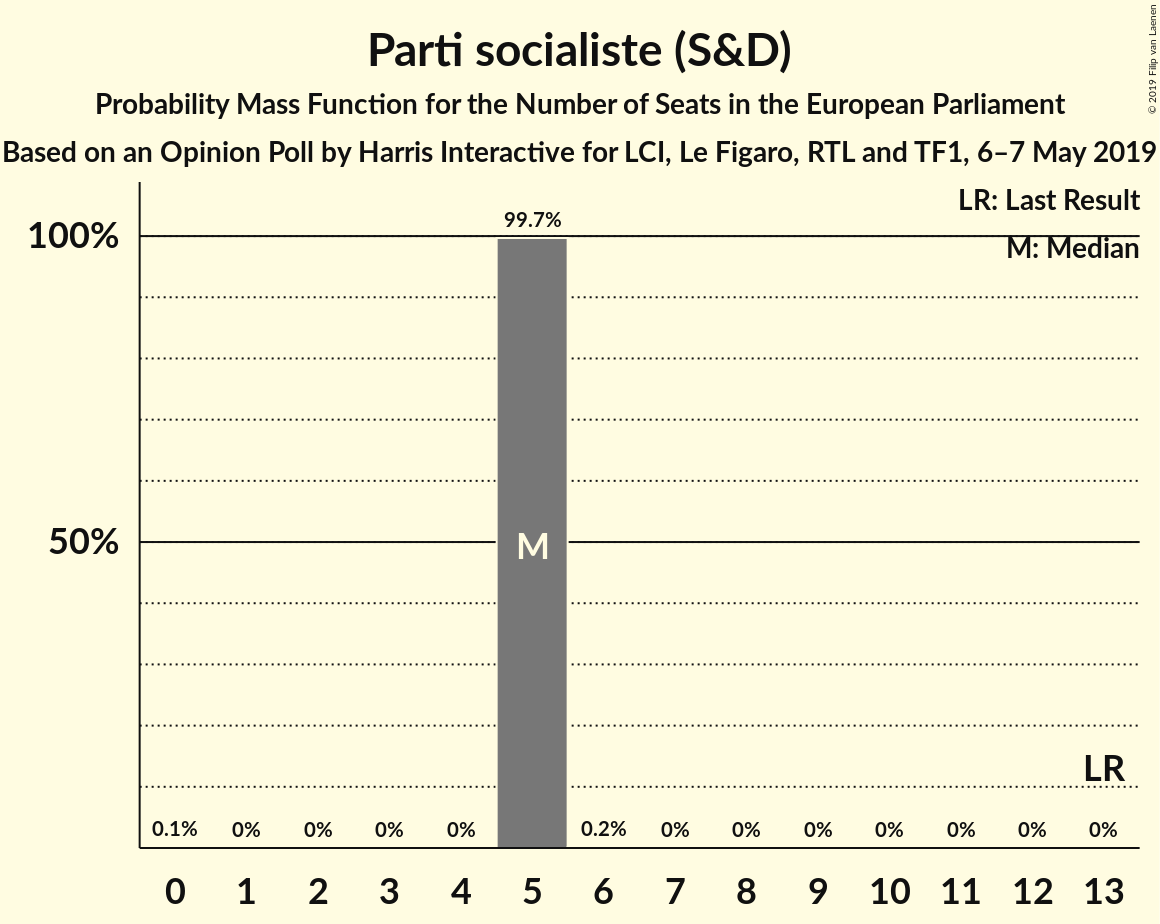 Parti socialiste (S&D)
Probability Mass Function for the Number of Seats in the European Parliament
Based on an Opinion Poll by Harris Interactive for LCI, Le Figaro, RTL and TF1, 6–7 May 2019
© 2019 Filip van Laenen
LR: Last Result
M: Median
100%
50%
99.7%
M
LR
0.1% 0% 0% 0% 0% 0.2% 0% 0% 0% 0% 0% 0% 0%
0 1 2 3 4 5 6 7 8 9 10 11 12 13